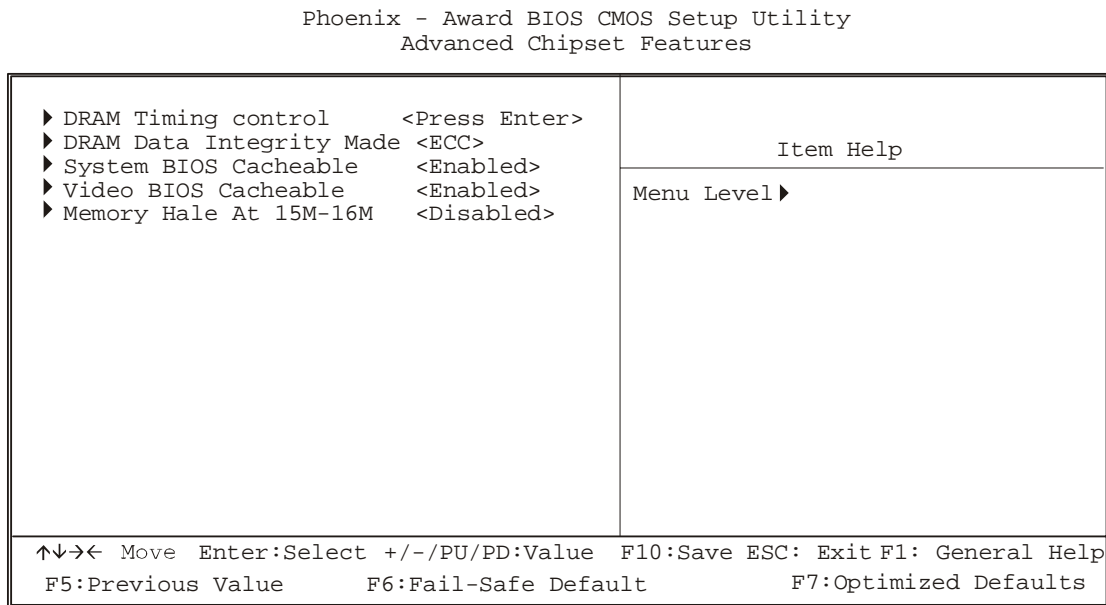 Phoenix - Award BIOS CMOS Setup Utility
Advanced Chipset Features
DRAM Timing control <Press Enter>
DRAM Data Integrity Made <ECC>
System BIOS Cacheable <Enabled>
Video BIOS Cacheable <Enabled>
Memory Hale At 15M-16M <Disabled>
Item Help
Menu Level
↑↓→← Move Enter:Select +/-/PU/PD:Value F10:Save ESC: Exit F1: General Help
F5:Previous Value F6:Fail-Safe Default F7:Optimized Defaults